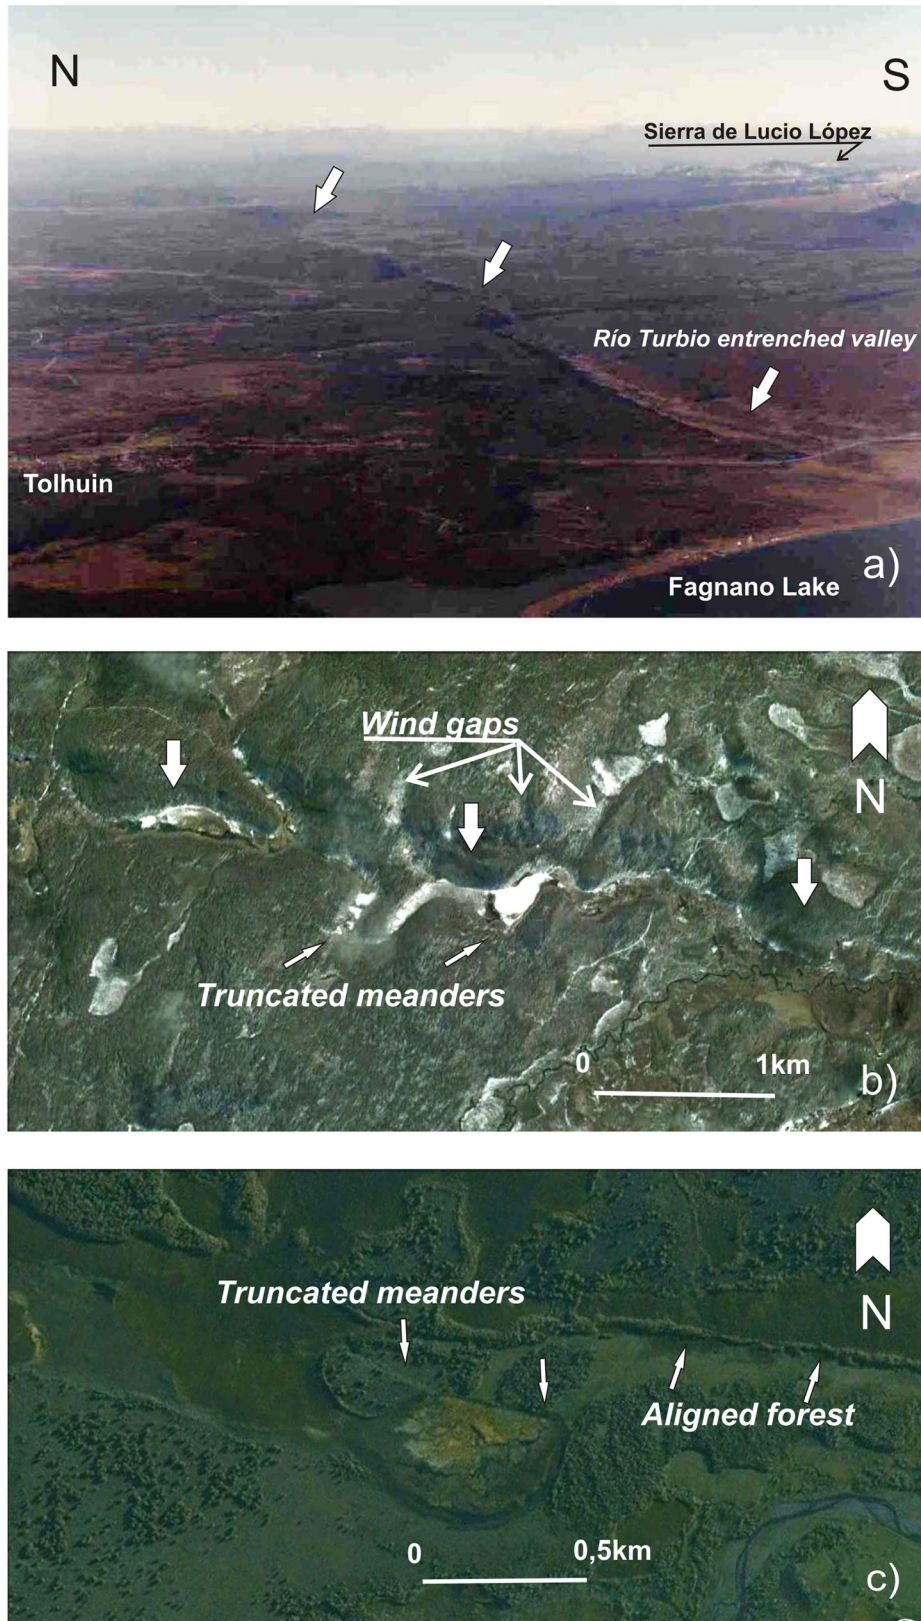 N
S
Sierra de Lucio López
Río Turbio entrenched valley
Tolhuin
Fagnano Lake
a)
Wind gaps
N
Truncated meanders
0
1km
b)
Truncated meanders
N
Aligned forest
0
0,5km
c)